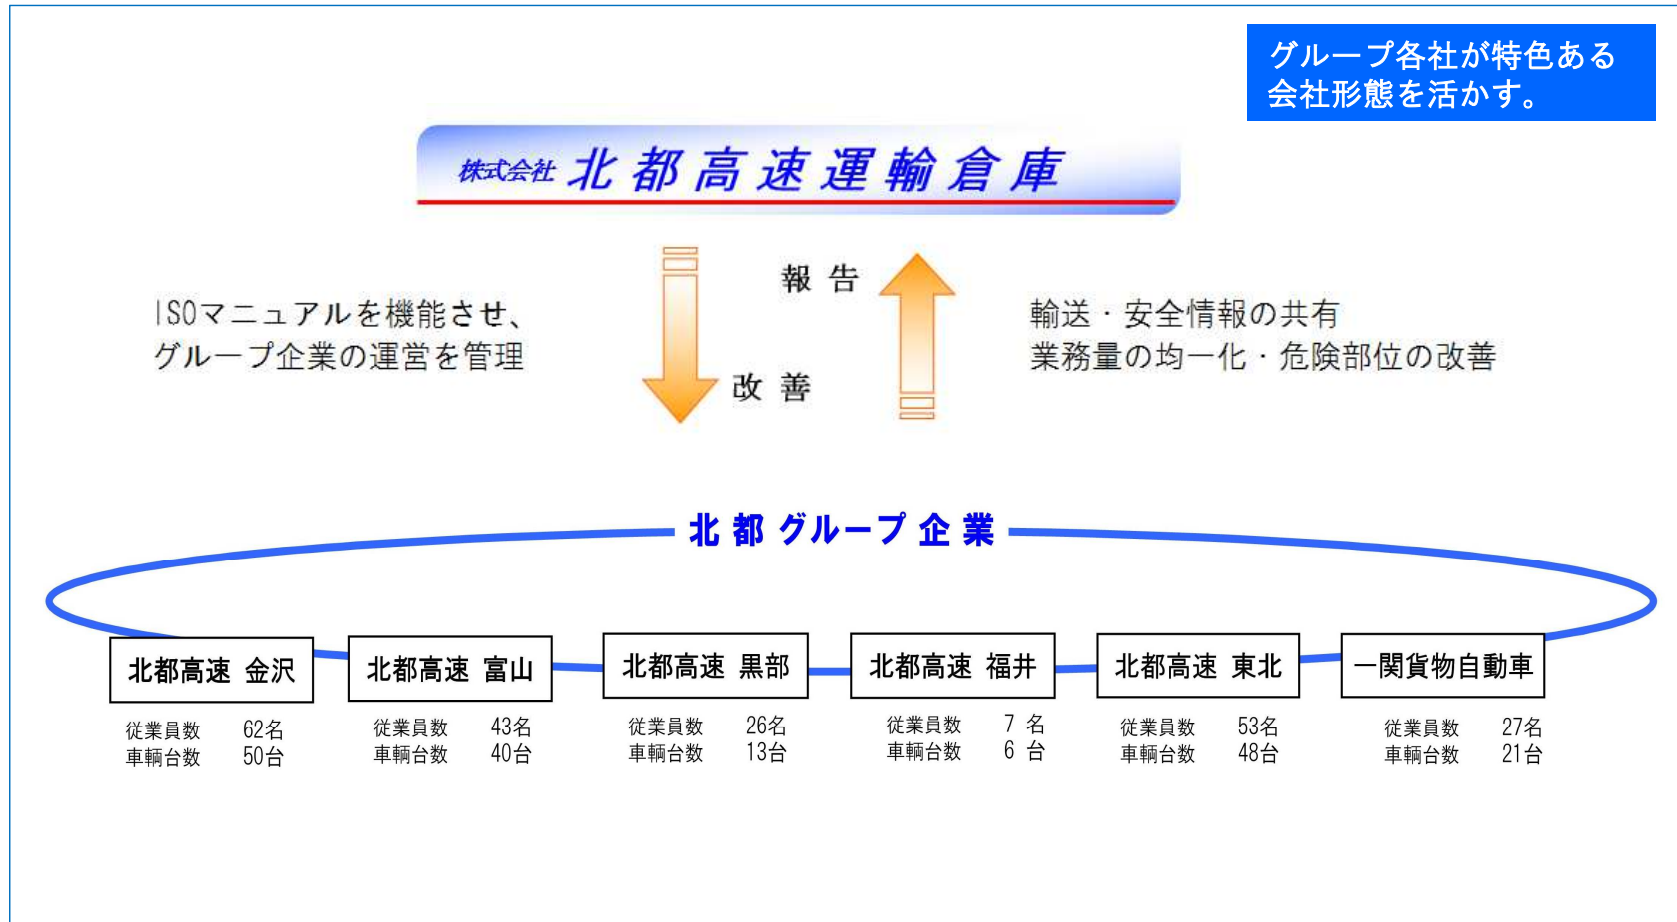 グループ各社が特色ある
会社形態を活かす。
株式会社 北都高速運輸倉庫
報告
ISOマニュアルを機能させ、
グループ企業の運営を管理
輸送・安全情報の共有
業務量の均一化・危険部位の改善
改善
北都グループ企業
北都高速 金沢
従業員数 62名
車輌台数 50台
北都高速 富山
従業員数 43名
車輌台数 40台
北都高速 黒部
従業員数 26名
車輌台数 13台
北都高速 福井
従業員数 7 名
車輌台数 6 台
北都高速 東北
従業員数 53名
車輌台数 48台
一関貨物自動車
従業員数 27名
車輌台数 21台